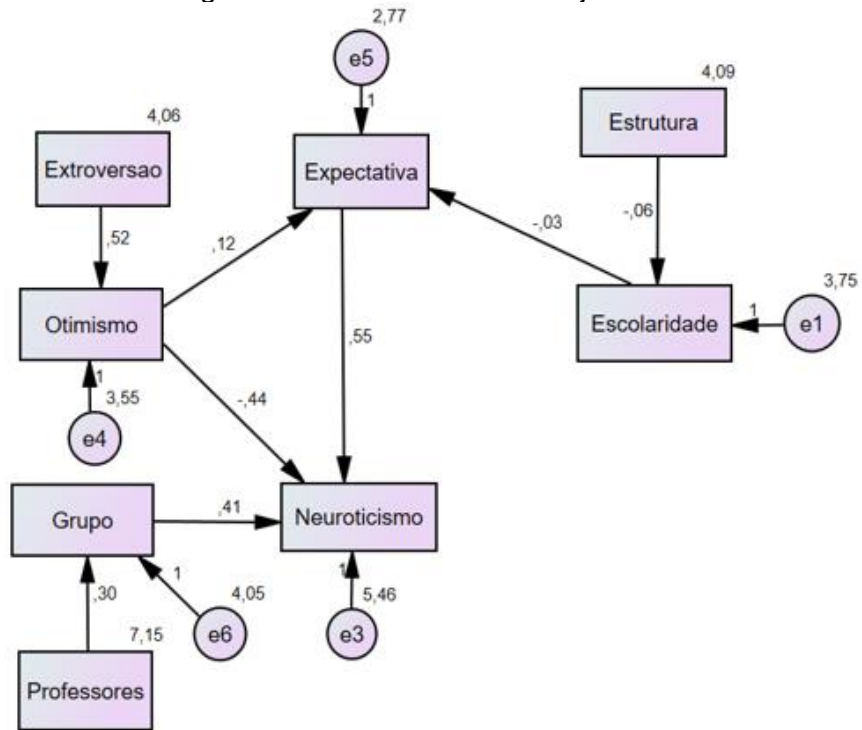 2,77
e5
1
4,09
Estrutura
4,06
Extroversao
Expectativa
,52
,12
-,03
-,06
3,75
Otimismo
,55
Escolaridade
1
e1
1
3,55
-,44
e4
Grupo
,41
Neuroticismo
,30
1
4,05
1
5,46
7,15
e6
e3
Professores